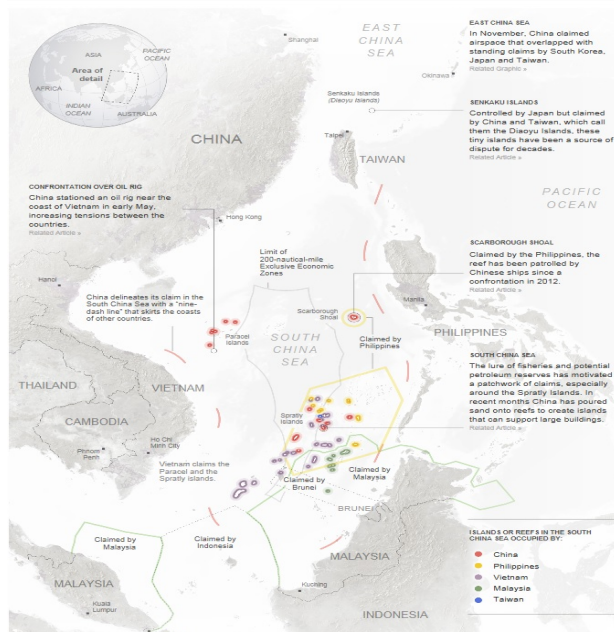 EAST
CHINA
SEA
Shanghai
Okinawa
EAST CHINA SEA
In November, China claimed
airspace that overlapped with
standing claims by South Korea,
Japan and Taiwan.
Related Graphic »
ASIA
PACIFIC
OCEAN
Area of
detail
AFRICA
INDIAN
OCEAN
AUSTRALIA
Senkaku Islands
(Diaoyu Islands)
SENKAKU ISLANDS
Controlled by Japan but claimed
by China and Taiwan, which call
them the Diaoyu Islands, these
tiny islands have been a source of
dispute for decades.
Related Article »
CHINA
Taipei
TAIWAN
CONFRONTATION OVER OIL RIG
China stationed an oil rig near the
coast of Vietnam in early May,
increasing tensions between the
countries.
Related Article »
PACIFIC
OCEAN
Hong Kong
Limit of
200-nautical-mile
Exclusive Economic
Zones
SCARBOROUGH SHOAL
Claimed by the Philippines, the
reef has been patrolled by
Chinese ships since a
confrontation in 2012.
Related Article »
Hanoi
China delineates its claim in the
South China Sea with a “nine-
dash line” that skirts the coasts
of other countries.
Manila
Scarborough
Shoal
Paracel
Islands
SOUTH
CHINA
SEA
Claimed by
Philippines
PHILIPPINES
SOUTH CHINA SEA
The lure of fisheries and potential
petroleum reserves has motivated
a patchwork of claims, especially
around the Spratly Islands. In
recent months China has poured
sand onto reefs to create islands
that can support large buildings.
Related Article »
THAILAND
VIETNAM
CAMBODIA
Spratly
Islands
Phnom
Penh
Ho Chi
Minh City
Vietnam claims the
Paracel and the
Spratly islands.
Claimed by
Brunei
Claimed by
Malaysia
BRUNEI
Claimed by
Malaysia
Claimed by
Indonesia
MALAYSIA
ISLANDS OR REEFS IN THE SOUTH
CHINA SEA OCCUPIED BY:
China
Philippines
Vietnam
Malaysia
Taiwan
MALAYSIA
Kuala
Lumpur
Kuching
INDONESIA